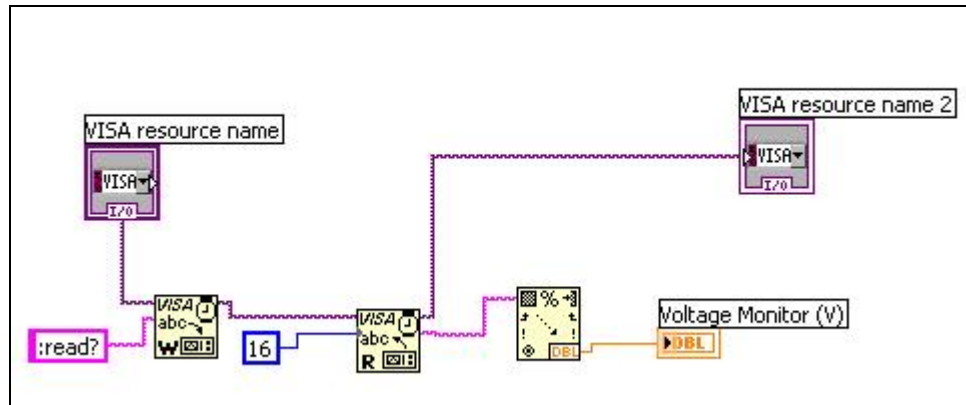 VISA resource name 2
VISA resource name
VISA
I/O
VISA
I/O
VISA
abc
W
:read?
16
VISA
abc
R
%
DBL
Voltage Monitor (V)
DBL